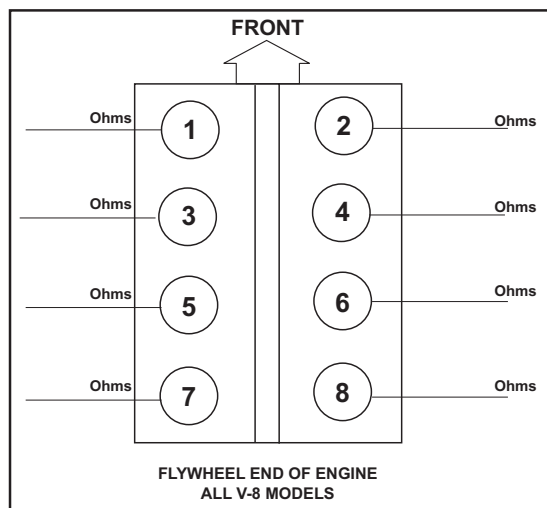 FRONT
Ohms 1 2 Ohms
Ohms 3 4 Ohms
Ohms 5 6 Ohms
Ohms 7 8 Ohms
FLYWHEEL END OF ENGINE
ALL V-8 MODELS